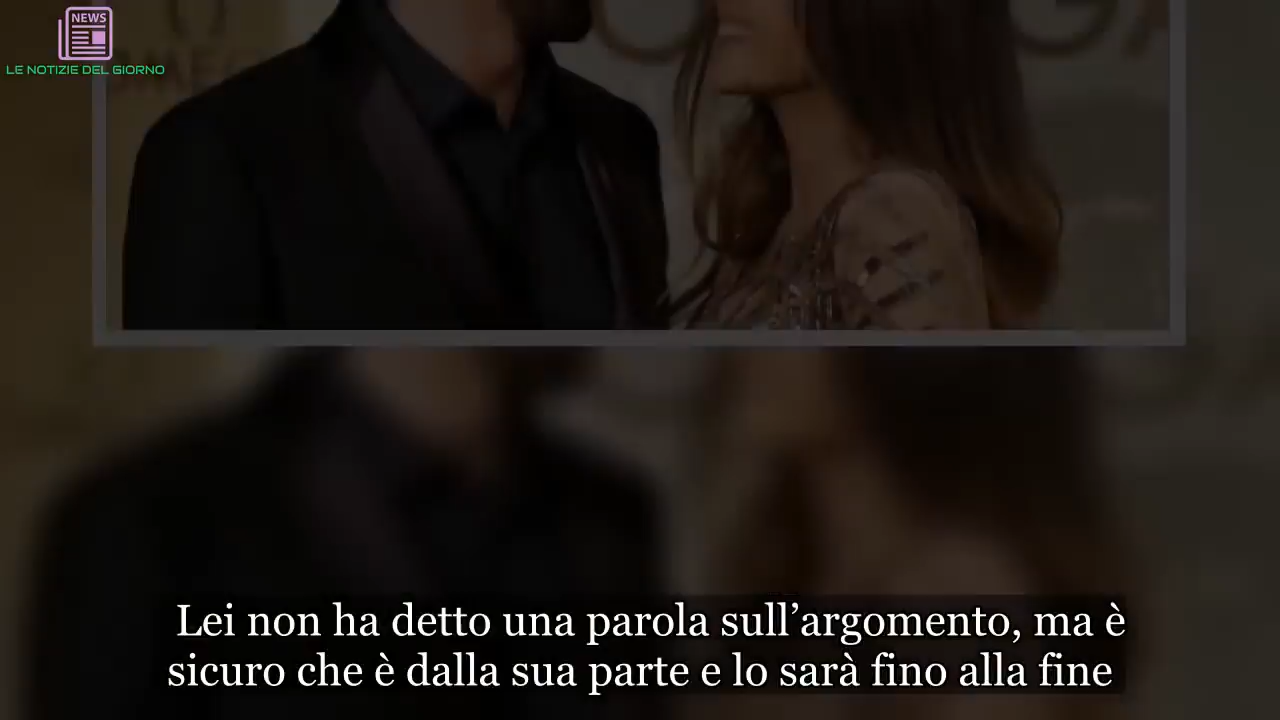 NEWS
LE NOTIZIE DEL GIORNO
Lei non ha detto una parola sull’argomento, ma è
sicuro che è dalla sua parte e lo sarà fino alla fine